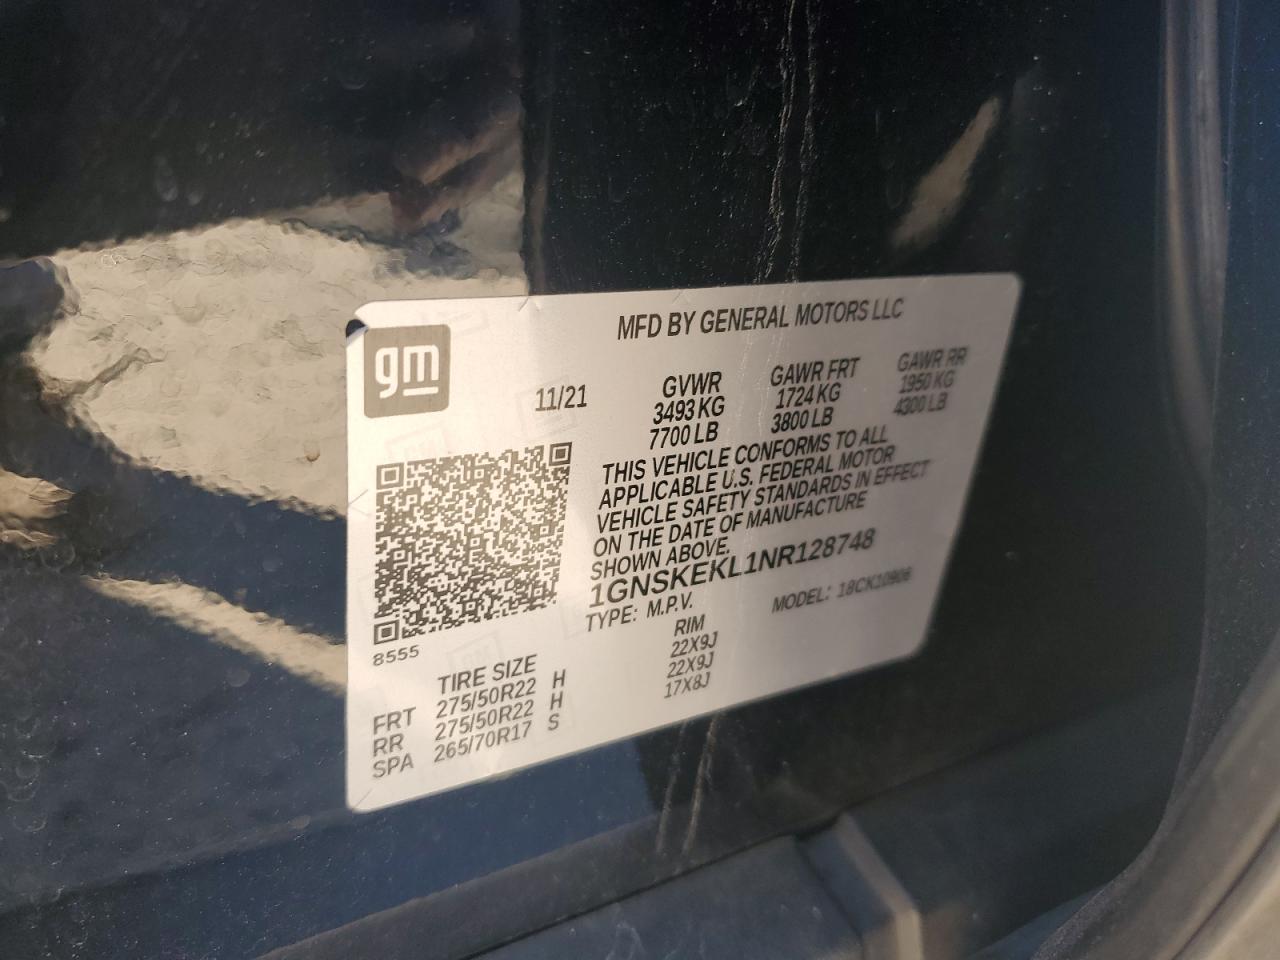 gm
MFD BY GENERAL MOTORS LLC
11/21
GVWR GAWR FRT GAWR RR
3493 KG 1724 KG 1950 KG
7700 LB 3800 LB 4300 LB
THIS VEHICLE CONFORMS TO ALL
APPLICABLE U.S. FEDERAL MOTOR
VEHICLE SAFETY STANDARDS IN EFFECT
ON THE DATE OF MANUFACTURE
SHOWN ABOVE.
1GNSKEKL1NR128748
TYPE: M.P.V. MODEL: 18CK10906
8555
TIRE SIZE RIM
FRT 275/50R22 H 22X9J
RR 275/50R22 H 22X9J
SPA 265/70R17 S 17X8J